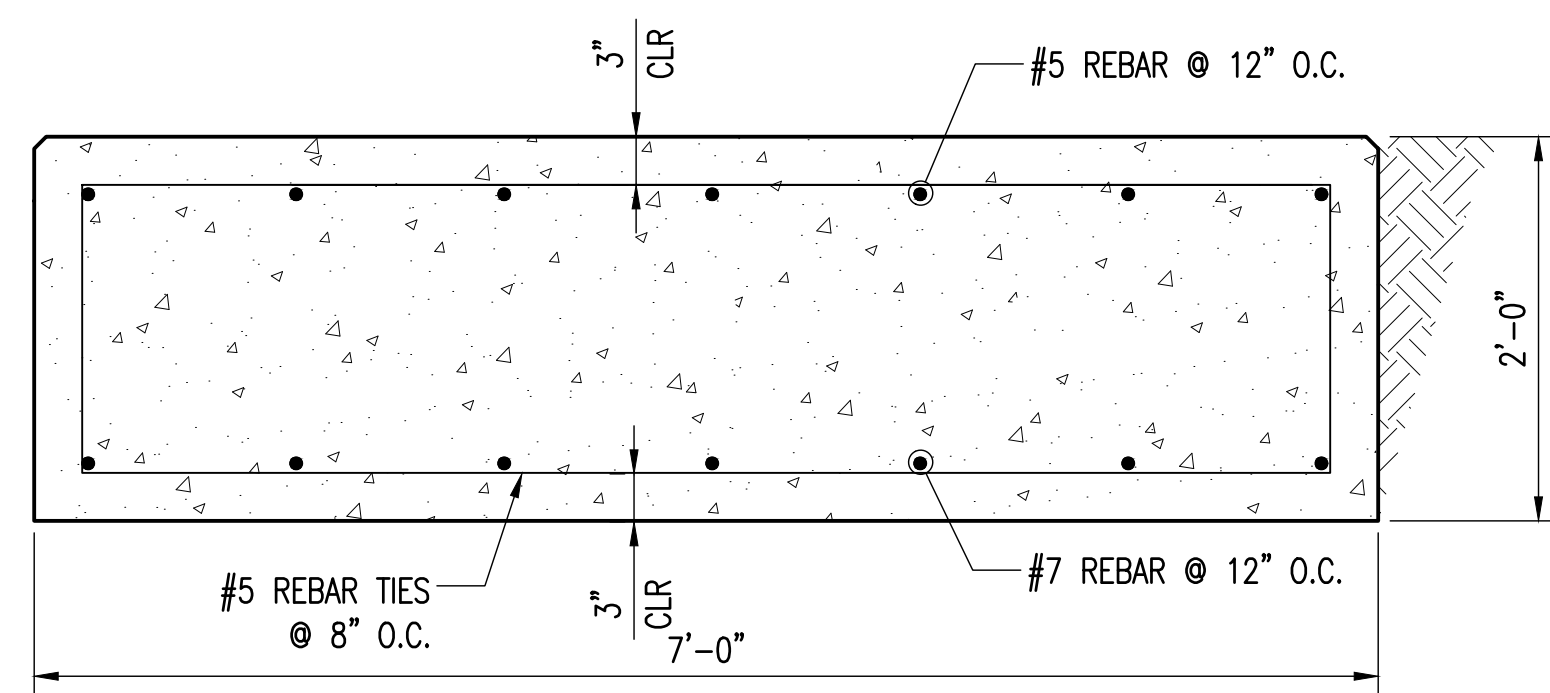 3”
CLR
#5 REBAR @ 12” O.C.
2’-0”
#5 REBAR TIES
@ 8” O.C.
3”
CLR
#7 REBAR @ 12” O.C.
7’-0”